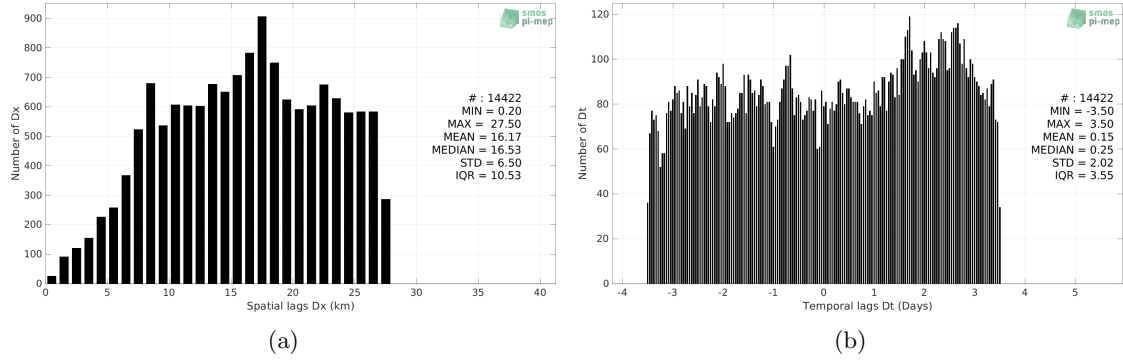 900
800
700
600
500
400
300
200
100
0
Number of Dx
0 5 10 15 20 25 30 35 40
Spatial lags Dx (km)
smos
pi-mep
# : 14422
MIN = 0.20
MAX = 27.50
MEAN = 16.17
MEDIAN = 16.53
STD = 6.50
IQR = 10.53
(a)
120
100
80
60
40
20
0
Number of Dt
-4 -3 -2 -1 0 1 2 3 4 5
Temporal lags Dt (Days)
smos
pi-mep
# : 14422
MIN = -3.50
MAX = 3.50
MEAN = 0.15
MEDIAN = 0.25
STD = 2.02
IQR = 3.55
(b)